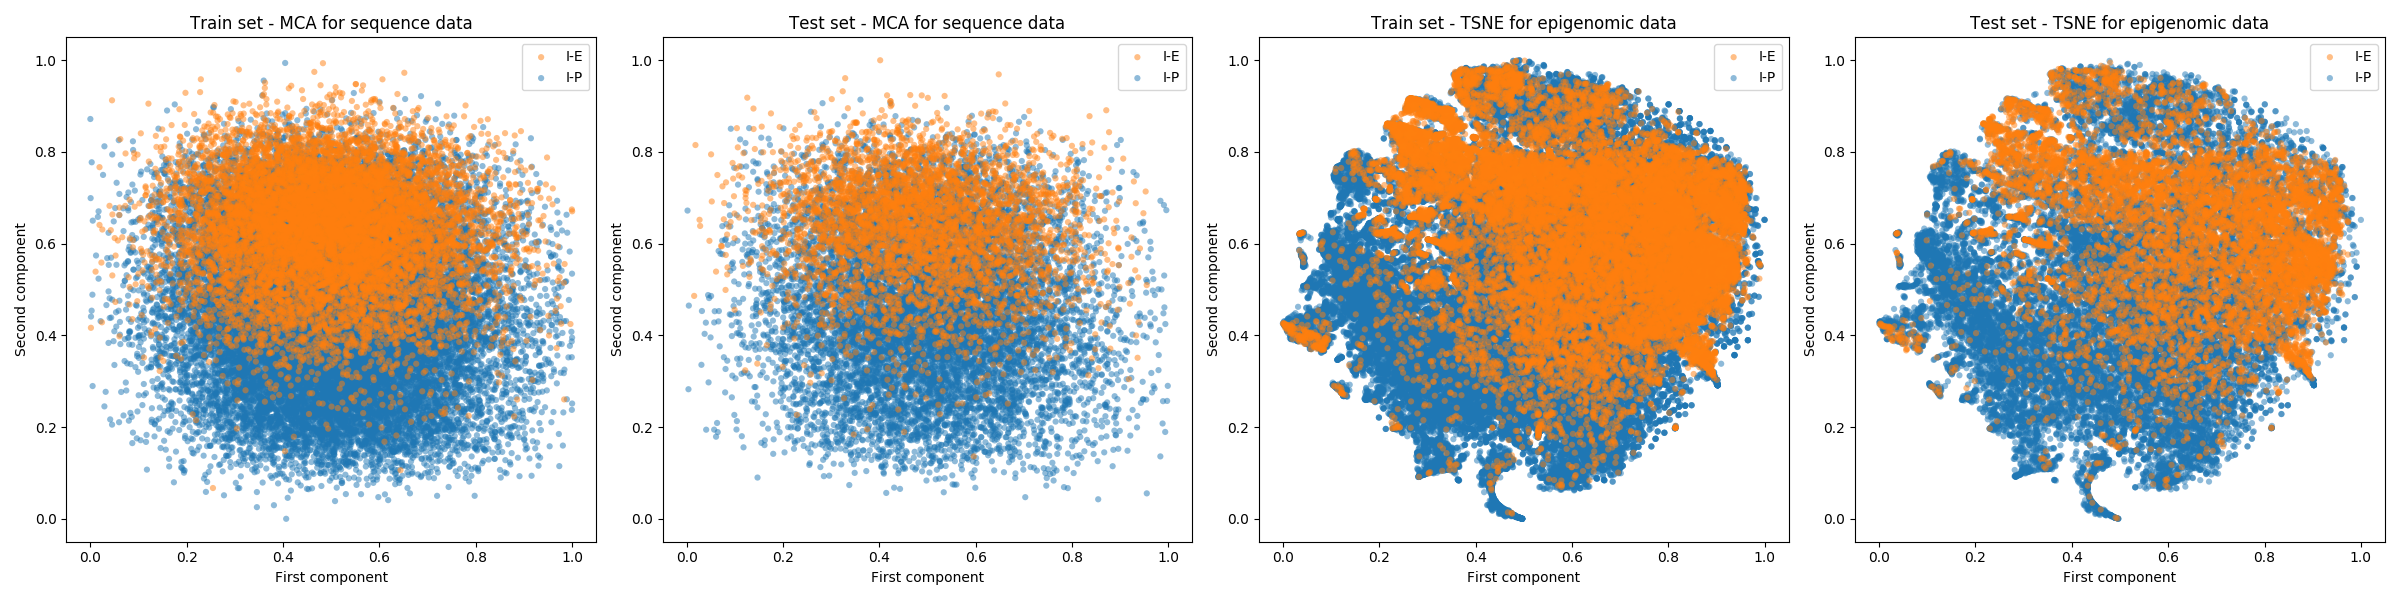 Train set - MCA for sequence data
I-E
I-P
1.0
0.8
0.6
0.4
0.2
0.0
Second component
0.0 0.2 0.4 0.6 0.8 1.0
First component
Test set - MCA for sequence data
I-E
I-P
1.0
0.8
0.6
0.4
0.2
0.0
Second component
0.0 0.2 0.4 0.6 0.8 1.0
First component
Train set - TSNE for epigenomic data
I-E
I-P
1.0
0.8
0.6
0.4
0.2
0.0
Second component
0.0 0.2 0.4 0.6 0.8 1.0
First component
Test set - TSNE for epigenomic data
I-E
I-P
1.0
0.8
0.6
0.4
0.2
0.0
Second component
0.0 0.2 0.4 0.6 0.8 1.0
First component